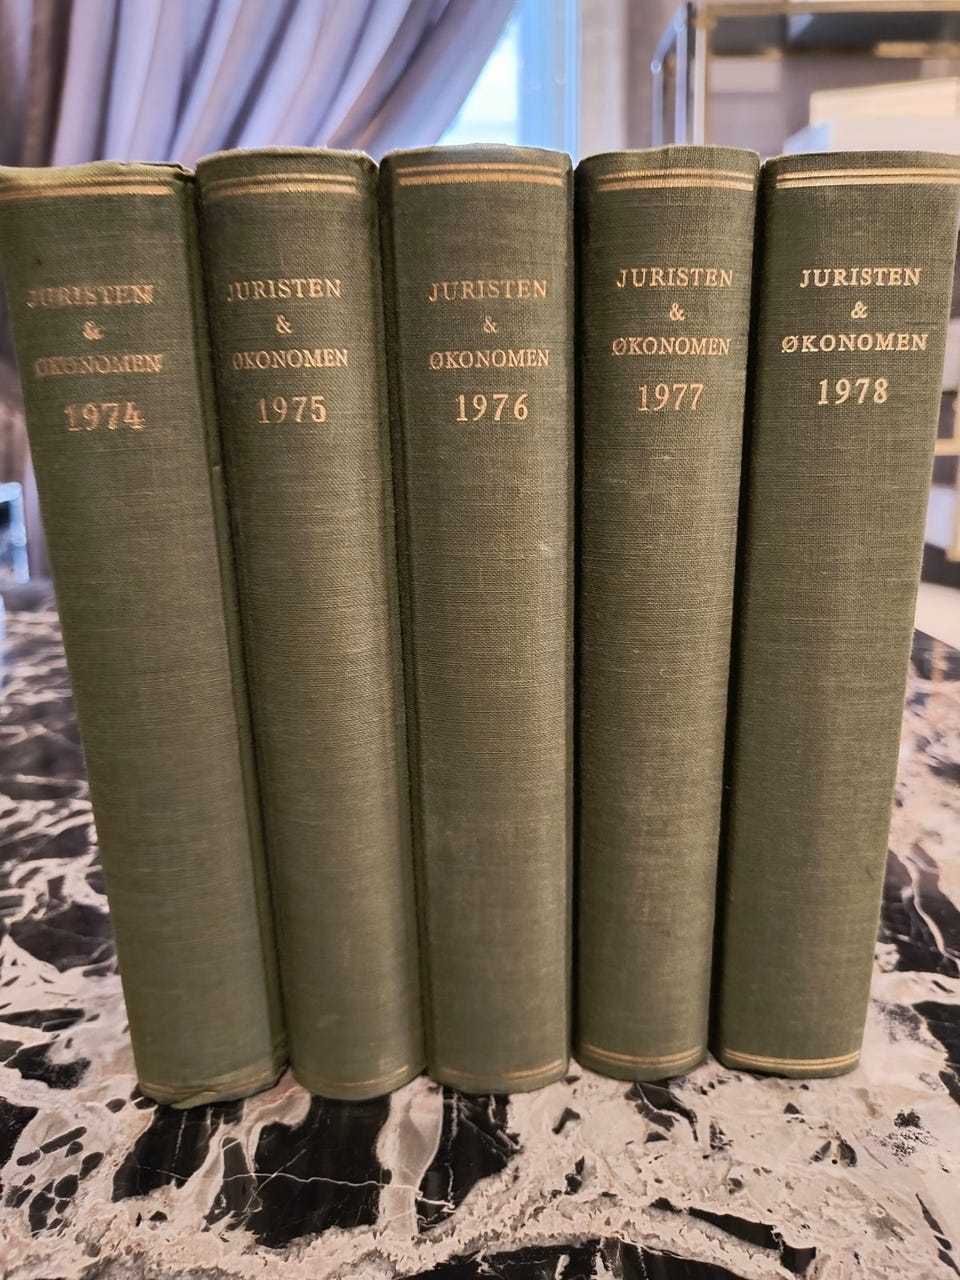 JURISTEN
&
ØKONOMEN
1974
JURISTEN
&
ØKONOMEN
1975
JURISTEN
&
ØKONOMEN
1976
JURISTEN
&
ØKONOMEN
1977
JURISTEN
&
ØKONOMEN
1978